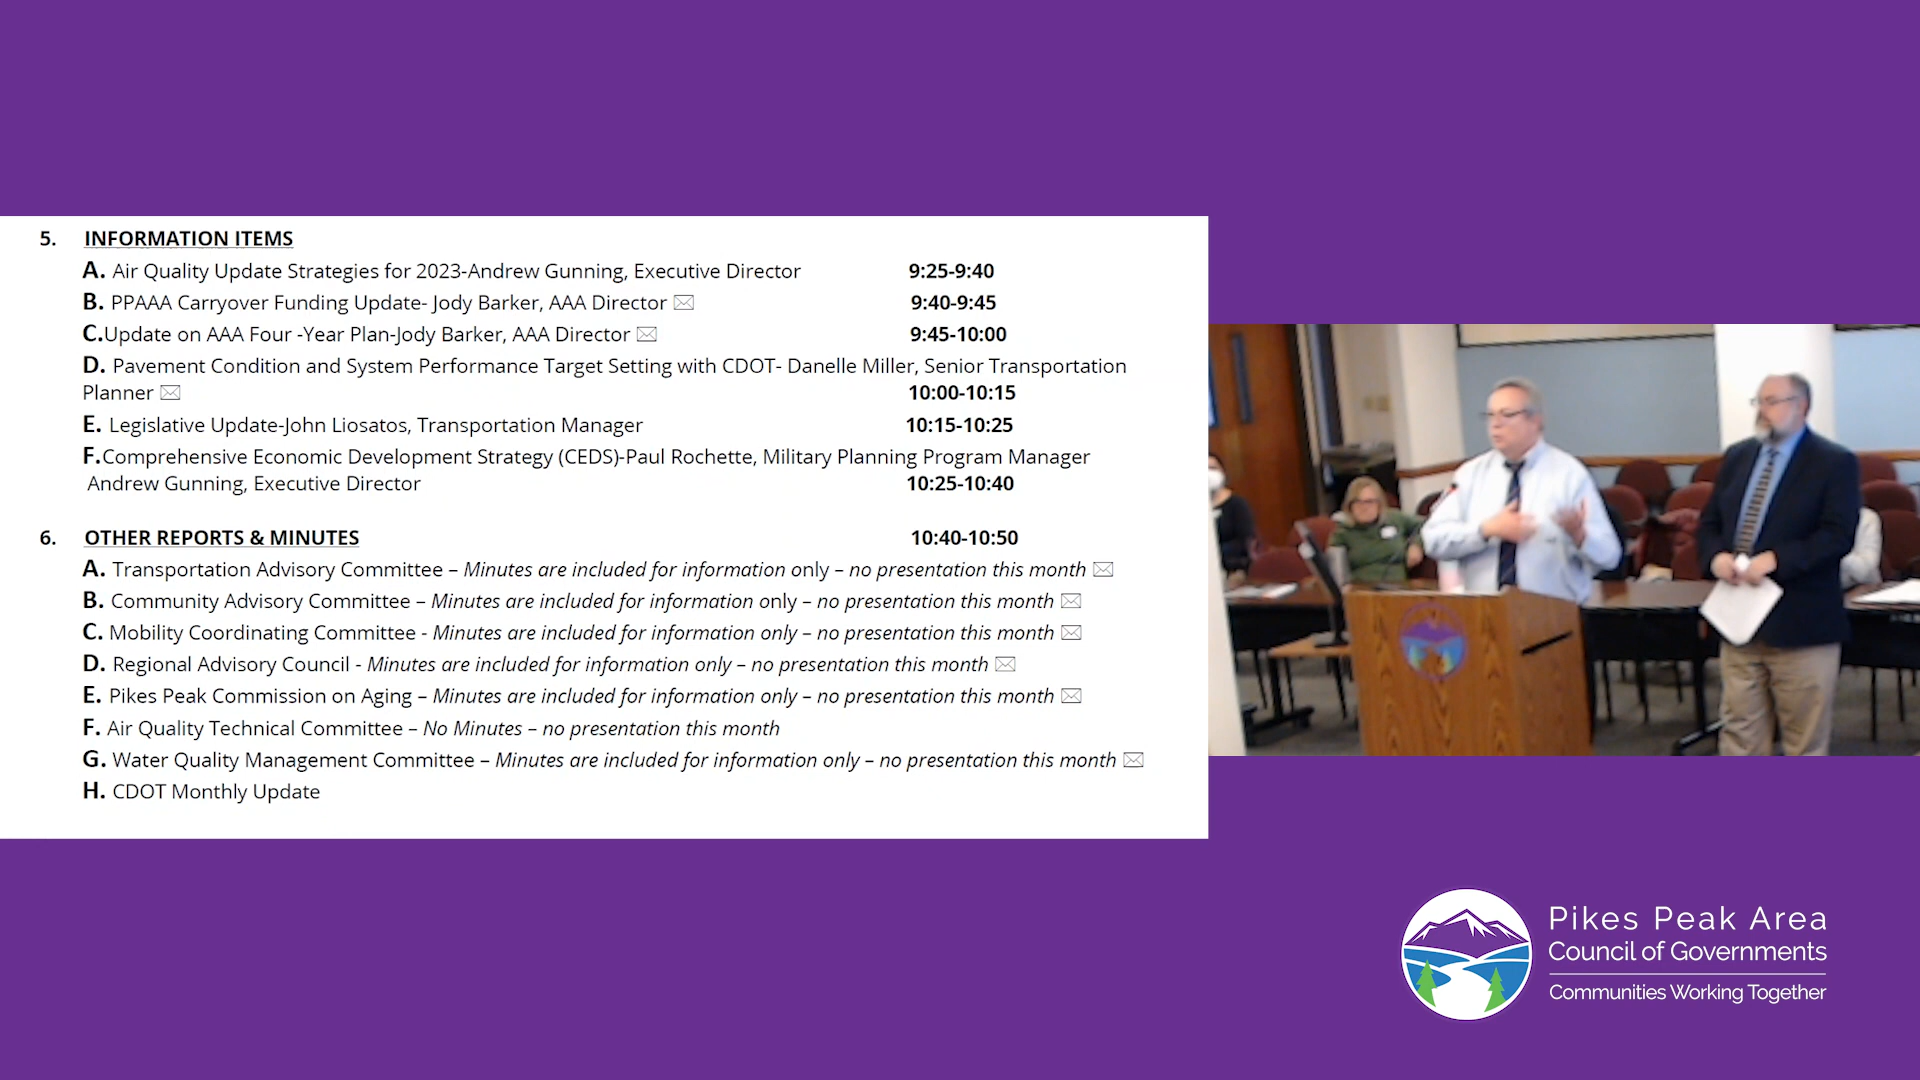 5. INFORMATION ITEMS
A. Air Quality Update Strategies for 2023-Andrew Gunning, Executive Director 9:25-9:40
B. PPAAA Carryover Funding Update- Jody Barker, AAA Director 9:40-9:45
C.Update on AAA Four -Year Plan-Jody Barker, AAA Director 9:45-10:00
D. Pavement Condition and System Performance Target Setting with CDOT- Danelle Miller, Senior Transportation
Planner 10:00-10:15
E. Legislative Update-John Liosatos, Transportation Manager 10:15-10:25
F.Comprehensive Economic Development Strategy (CEDS)-Paul Rochette, Military Planning Program Manager
Andrew Gunning, Executive Director 10:25-10:40
6. OTHER REPORTS & MINUTES 10:40-10:50
A. Transportation Advisory Committee – Minutes are included for information only – no presentation this month
B. Community Advisory Committee – Minutes are included for information only – no presentation this month
C. Mobility Coordinating Committee - Minutes are included for information only – no presentation this month
D. Regional Advisory Council - Minutes are included for information only – no presentation this month
E. Pikes Peak Commission on Aging – Minutes are included for information only – no presentation this month
F. Air Quality Technical Committee – No Minutes – no presentation this month
G. Water Quality Management Committee – Minutes are included for information only – no presentation this month
H. CDOT Monthly Update
Pikes Peak Area
Council of Governments
Communities Working Together